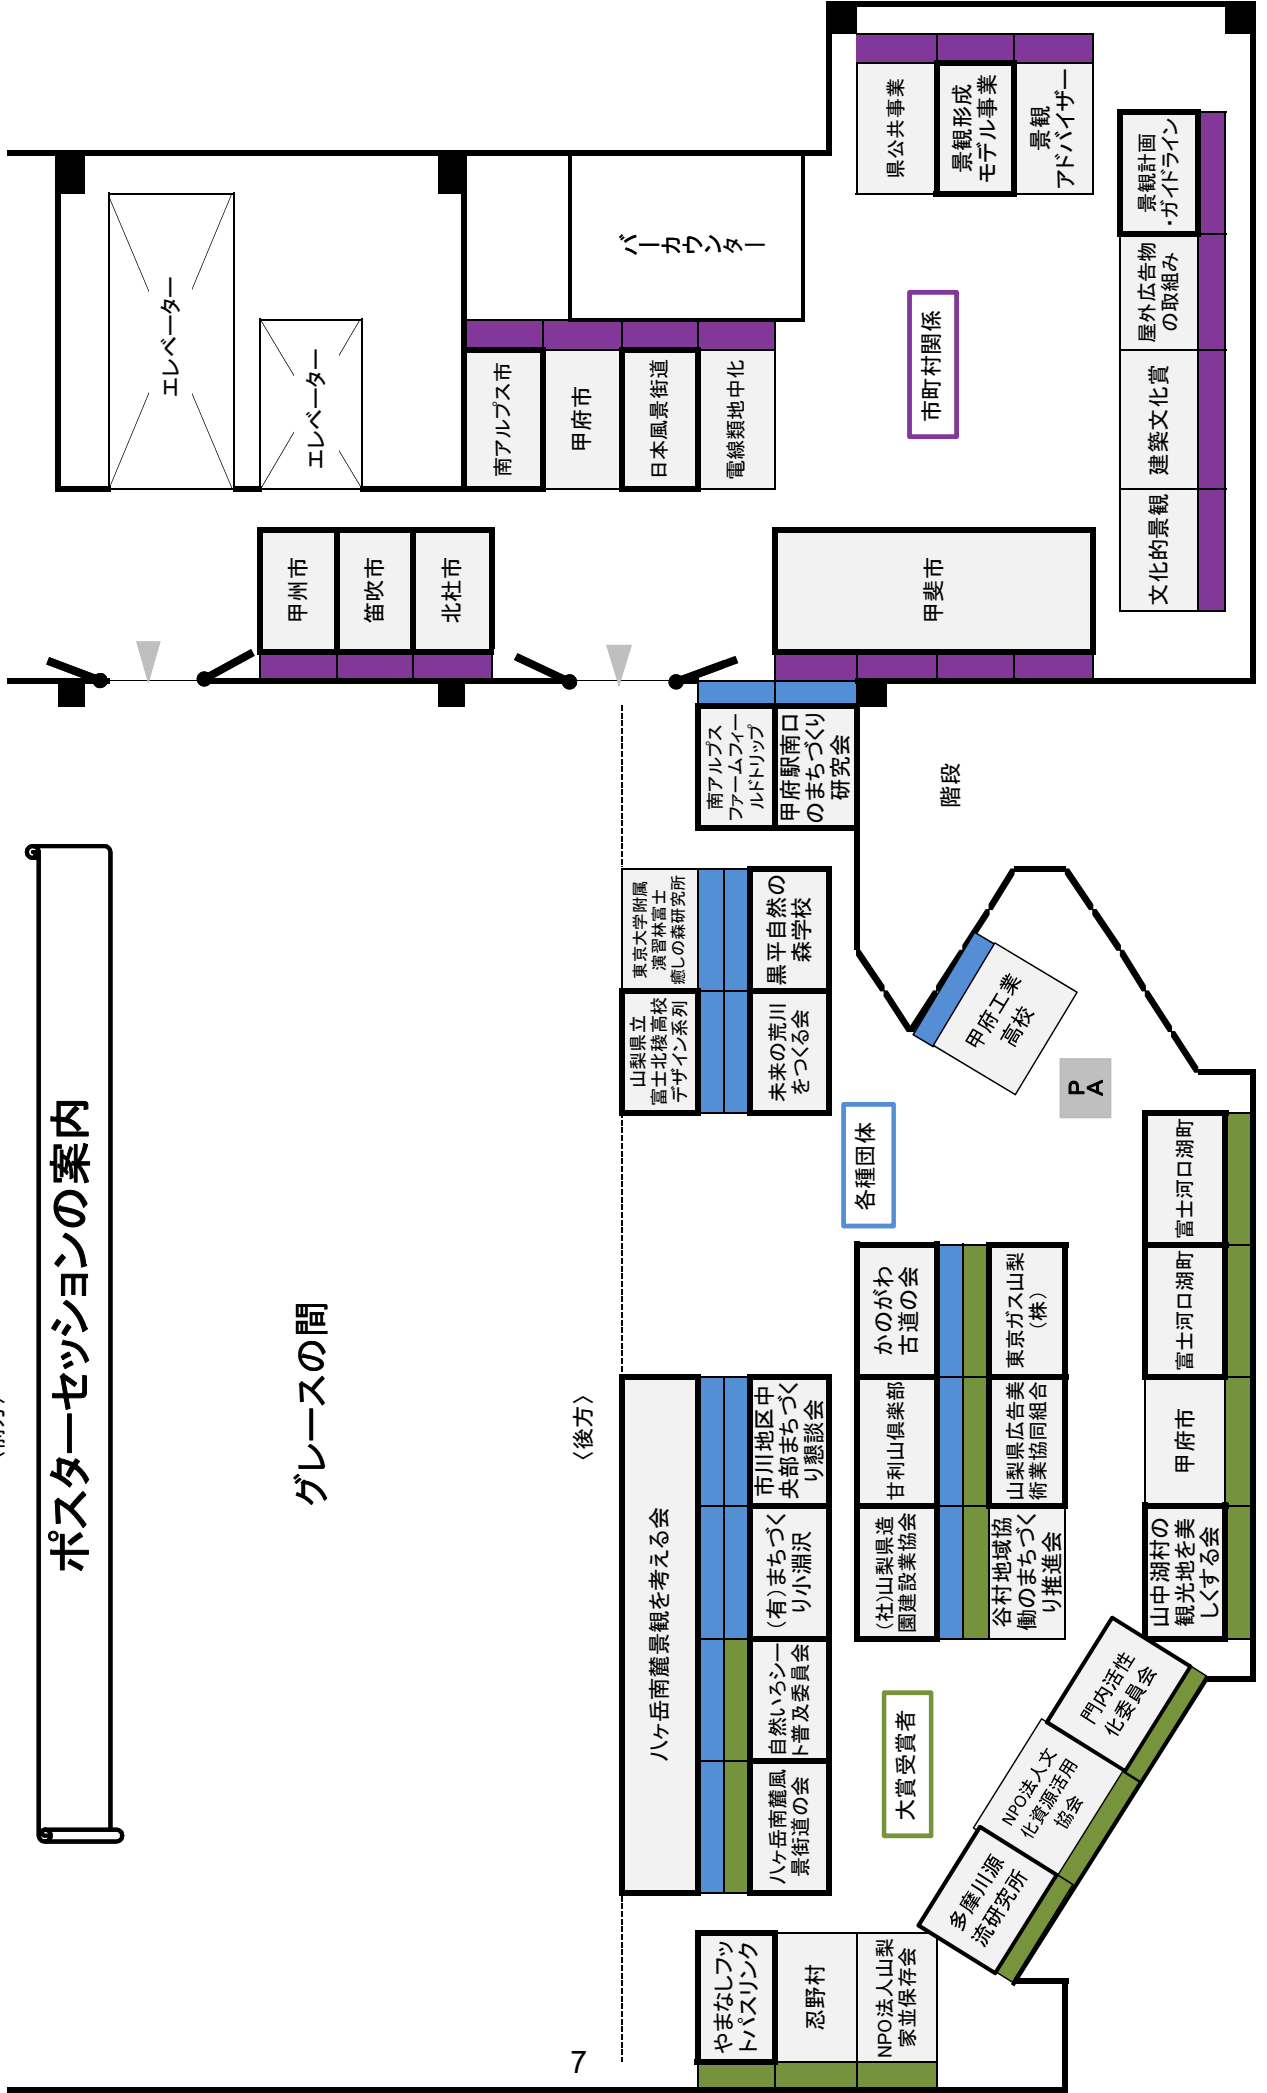 ポスターセッションの案内
〈前方〉
グレースの間
〈後方〉
エレベーター
エレベーター
バーカウンター
南アルプス市
甲府市
日本風景街道
電線類地中化
県公共事業
景観形成
モデル事業
景観
アドバイザー
景観計画
・ガイドライン
屋外広告物
の取組み
建築文化賞
文化的景観
市町村関係
甲州市
笛吹市
北杜市
甲斐市
南アルプス
ファームフィー
ルドトリップ
甲府駅南口
のまちづくり
研究会
階段
東京大学附属
演習林富士
癒しの森研究所
黒平自然の
森学校
山梨県立
富士北稜高校
デザイン系列
未来の荒川
をつくる会
甲府工業
高校
PA
各種団体
かのがわ
古道の会
東京ガス山梨
（株）
甘利山倶楽部
山梨県広告美
術業協同組合
(社)山梨県造
園建設業協会
谷村地域協
働のまちづく
り推進会
富士河口湖町
富士河口湖町
甲府市
山中湖村の
観光地を美
しくする会
八ヶ岳南麓景観を考える会
市川地区中
央部まちづく
り懇談会
(有)まちづく
り小淵沢
自然いろシー
ト普及委員会
八ヶ岳南麓風
景街道の会
大賞受賞者
門内活性
化委員会
NPO法人文
化資源活用
協会
多摩川源
流研究所
やまなしフッ
トパスリンク
忍野村
NPO法人山梨
家並保存会
7